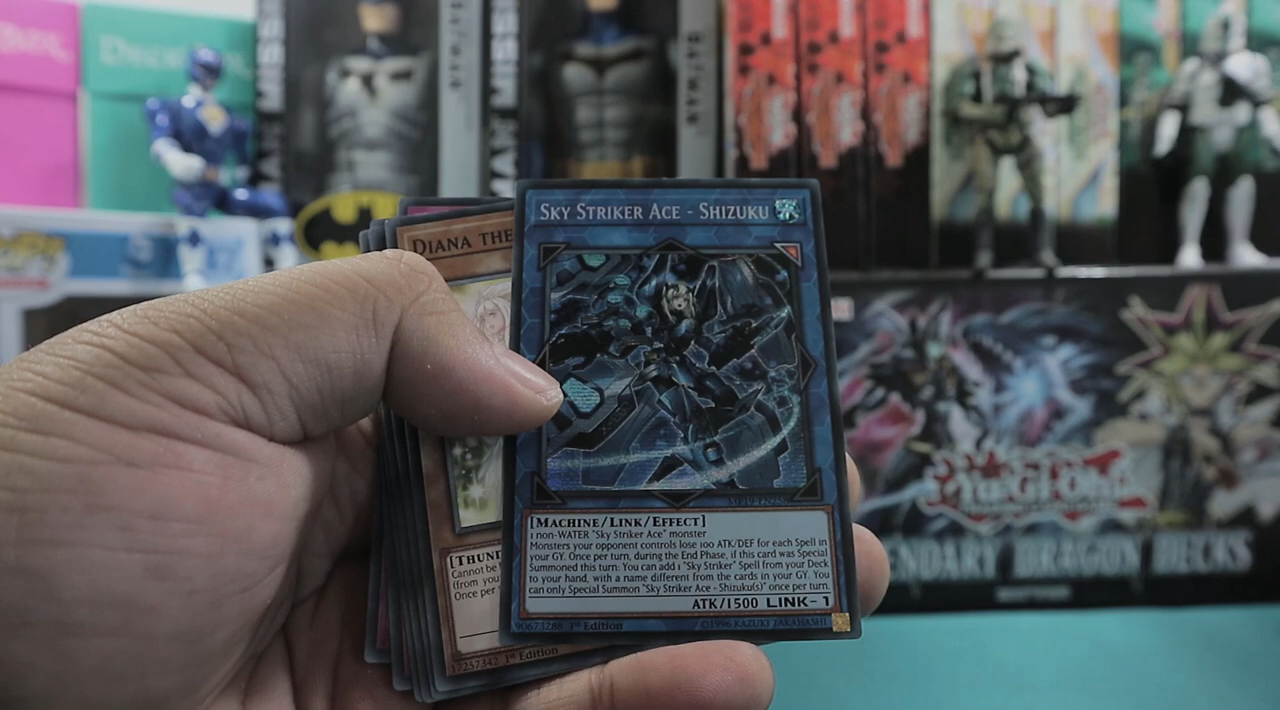 SKY STRIKER ACE - SHIZUKU
DIANA THE
[MACHINE/LINK/EFFECT]
1 non-WATER "Sky Striker Ace" monster
Monsters your opponent controls lose 100 ATK/DEF for each Spell in
your GY. Once per turn, during the End Phase, if this card was Special
Summoned this turn: You can add 1 "Sky Striker" Spell from your Deck
to your hand, with a name different from the cards in your GY. You
can only Special Summon "Sky Striker Ace - Shizuku(s)" once per turn.
ATK/1500 LINK-1
90673288 1st Edition
©1996 KAZUKI TAKAHASHI
[THUND
Cannot be
(from you
Once per
17257342 1st Edition
Yu-Gi-Oh!
ENDARY DRAGON DECKS